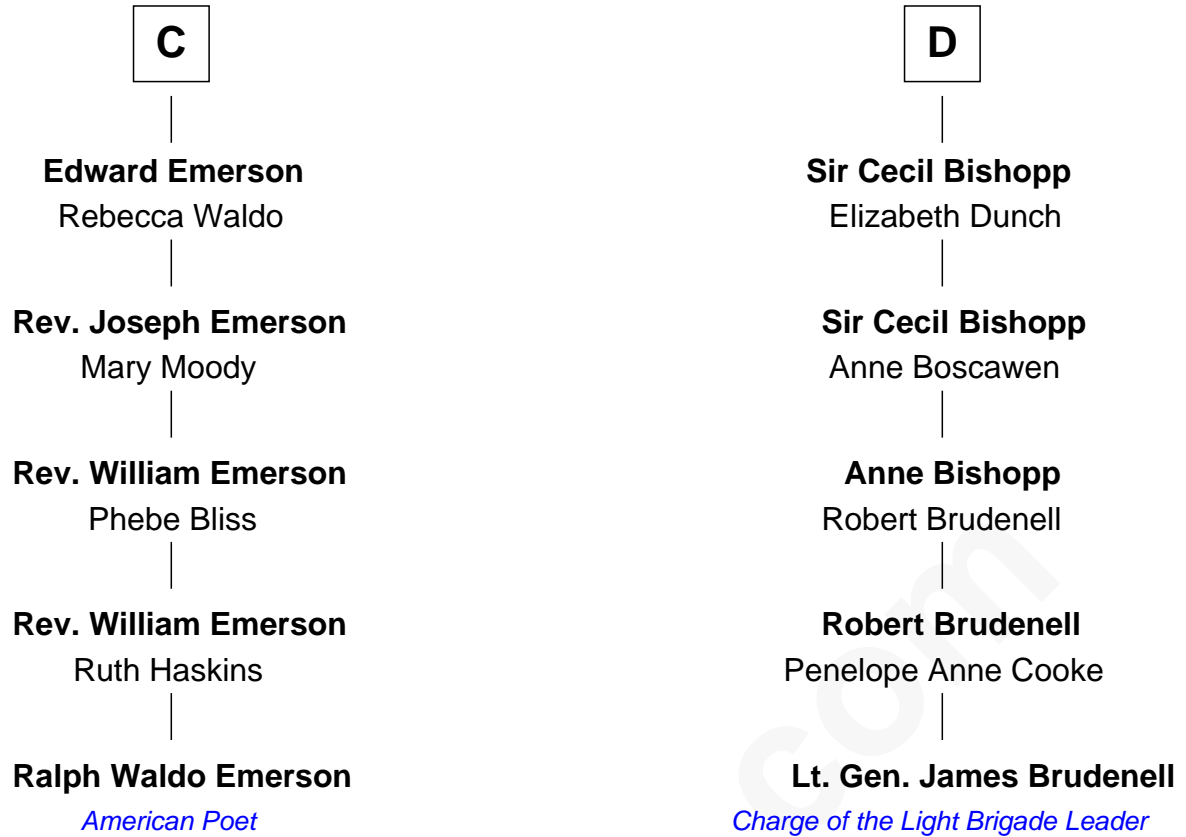 C
Edward Emerson
Rebecca Waldo
Rev. Joseph Emerson
Mary Moody
Rev. William Emerson
Phebe Bliss
Rev. William Emerson
Ruth Haskins
Ralph Waldo Emerson
American Poet
D
Sir Cecil Bishopp
Elizabeth Dunch
Sir Cecil Bishopp
Anne Boscawen
Anne Bishopp
Robert Brudenell
Robert Brudenell
Penelope Anne Cooke
Lt. Gen. James Brudenell
Charge of the Light Brigade Leader
com